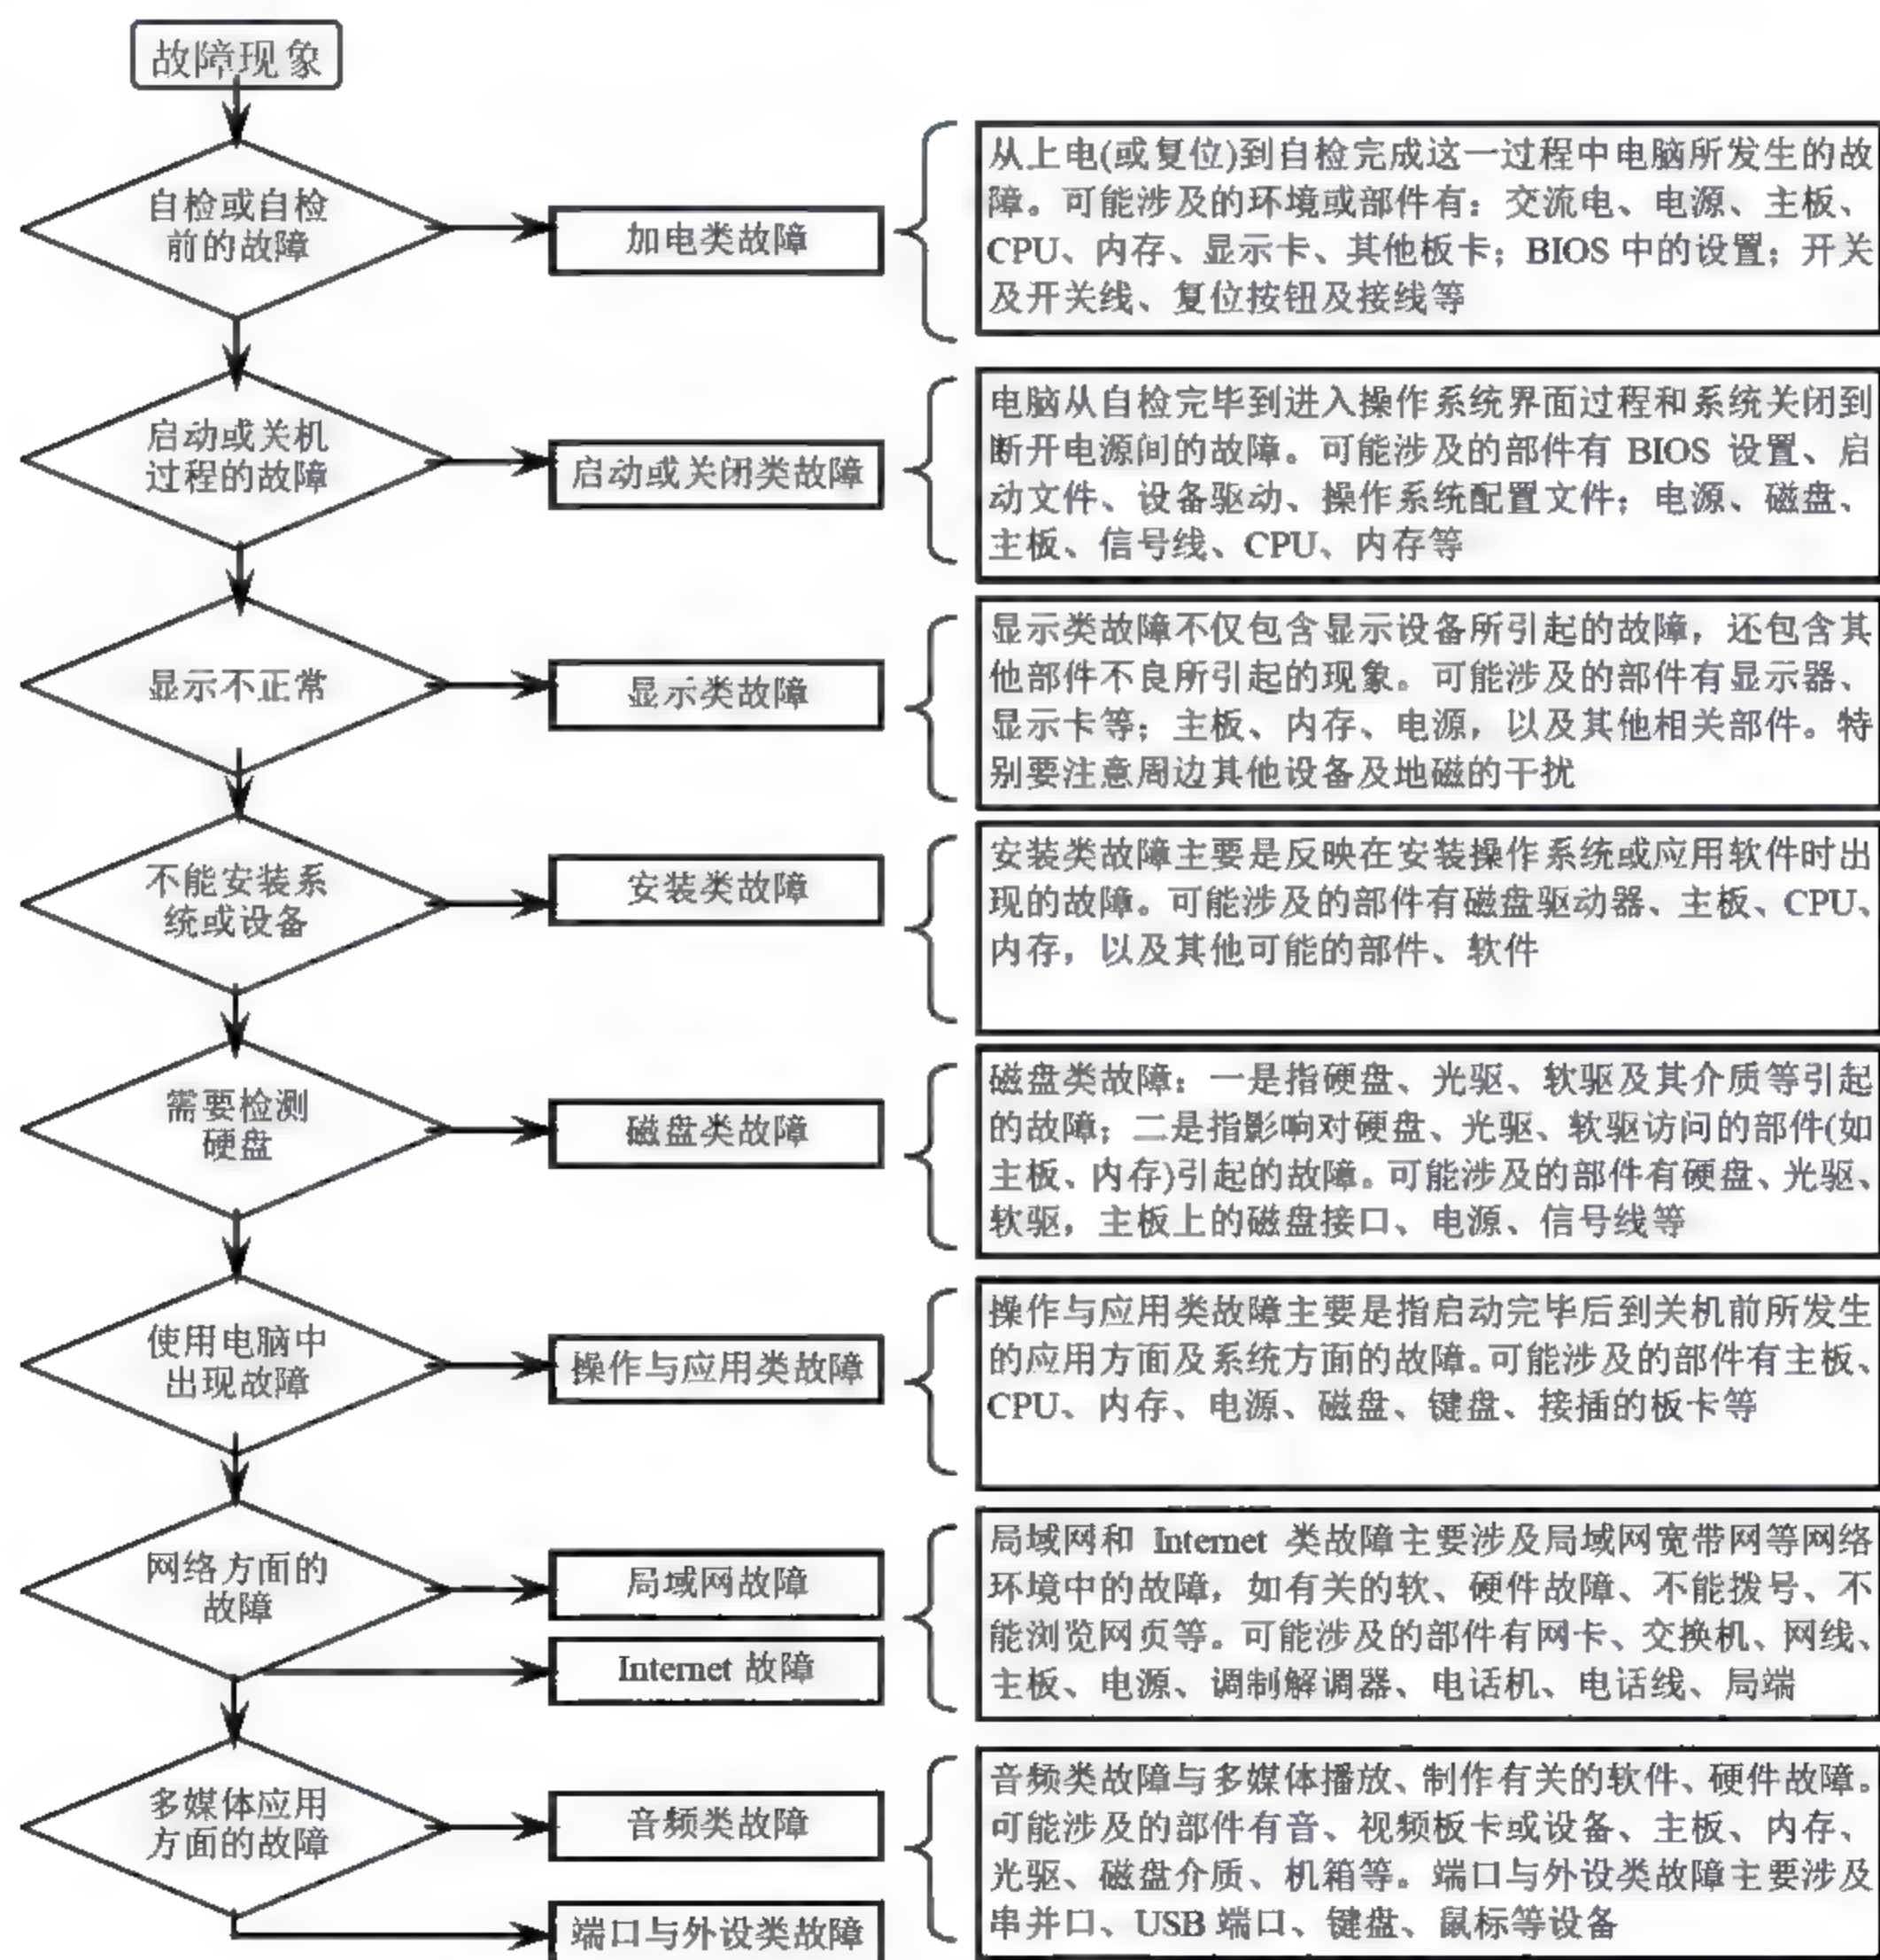 故障现象
自检或自检
前的故障
加电类故障
从上电(或复位)到自检完成这一过程中电脑所发生的故
障。可能涉及的环境或部件有：交流电、电源、主板、
CPU、内存、显示卡、其他板卡；BIOS 中的设置；开关
及开关线、复位按钮及接线等
启动或关机
过程的故障
启动或关闭类故障
电脑从自检完毕到进入操作系统界面过程和系统关闭到
断开电源间的故障。可能涉及的部件有 BIOS 设置、启
动文件、设备驱动、操作系统配置文件；电源、磁盘、
主板、信号线、CPU、内存等
显示不正常
显示类故障
显示类故障不仅包含显示设备所引起的故障，还包含其
他部件不良所引起的现象。可能涉及的部件有显示器、
显示卡等；主板、内存、电源，以及其他相关部件。特
别要注意周边其他设备及地磁的干扰
不能安装系
统或设备
安装类故障
安装类故障主要是反映在安装操作系统或应用软件时出
现的故障。可能涉及的部件有磁盘驱动器、主板、CPU、
内存，以及其他可能的部件、软件
需要检测
硬盘
磁盘类故障
磁盘类故障：一是指硬盘、光驱、软驱及其介质等引起
的故障；二是指影响对硬盘、光驱、软驱访问的部件(如
主板、内存)引起的故障。可能涉及的部件有硬盘、光驱、
软驱，主板上的磁盘接口、电源、信号线等
使用电脑中
出现故障
操作与应用类故障
操作与应用类故障主要是指启动完毕后到关机前所发生
的应用方面及系统方面的故障。可能涉及的部件有主板、
CPU、内存、电源、磁盘、键盘、接插的板卡等
网络方面的
故障
局域网故障
Internet 故障
局域网和 Internet 类故障主要涉及局域网宽带网等网络
环境中的故障，如有关的软、硬件故障、不能拨号、不
能浏览网页等。可能涉及的部件有网卡、交换机、网线、
主板、电源、调制解调器、电话机、电话线、局端
多媒体应用
方面的故障
音频类故障
端口与外设类故障
音频类故障与多媒体播放、制作有关的软件、硬件故障。
可能涉及的部件有音、视频板卡或设备、主板、内存、
光驱、磁盘介质、机箱等。端口与外设类故障主要涉及
串并口、USB 端口、键盘、鼠标等设备